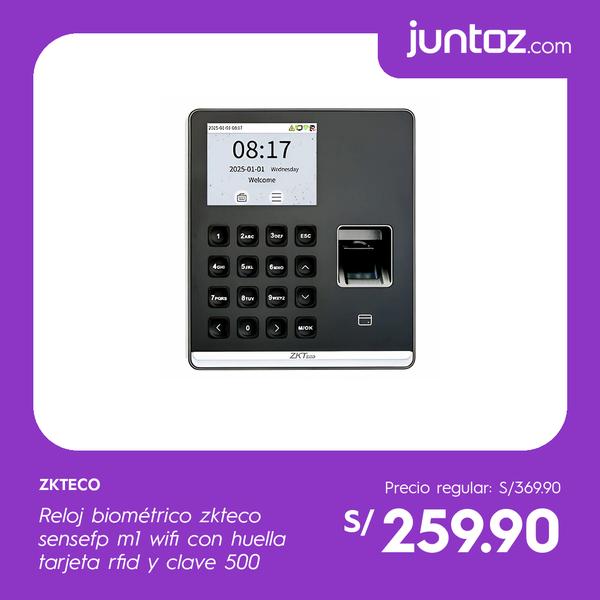 juntoz.com
2025-01-01 08:17
08:17
2025-01-01 Wednesday
Welcome
1 2ABC 3DEF ESC
4GHI 5JKL 6MNO
7PQRS 8TUV 9WXYZ
0 M/OK
ZKTeco
ZKTECO
Precio regular: S/369.90
Reloj biométrico zkteco
sensefp m1 wifi con huella
tarjeta rfid y clave 500
S/259.90